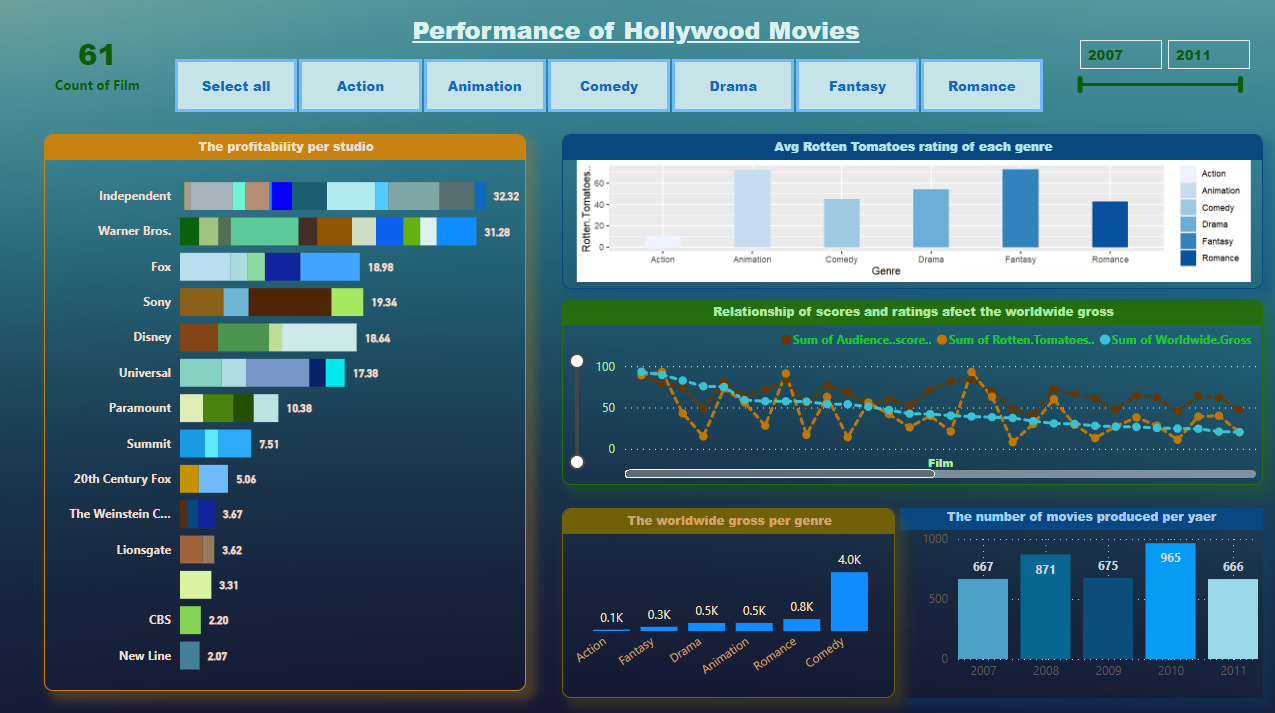 Performance of Hollywood Movies
61
Count of Film
Select all
Action
Animation
Comedy
Drama
Fantasy
Romance
2007
2011
The profitability per studio
Independent 32.32
Warner Bros. 31.28
Fox 18.98
Sony 19.34
Disney 18.64
Universal 17.38
Paramount 10.38
Summit 7.51
20th Century Fox 5.06
The Weinstein C... 3.67
Lionsgate 3.62
3.31
CBS 2.20
New Line 2.07
Avg Rotten Tomatoes rating of each genre
Rotten.Tomatoes..
60
40
20
0
Action
Animation
Comedy
Drama
Fantasy
Romance
Genre
Action
Animation
Comedy
Drama
Fantasy
Romance
Relationship of scores and ratings afect the worldwide gross
Sum of Audience..score..
Sum of Rotten.Tomatoes..
Sum of Worldwide.Gross
100
50
0
Film
The worldwide gross per genre
0.1K
0.3K
0.5K
0.5K
0.8K
4.0K
Action
Fantasy
Drama
Animation
Romance
Comedy
The number of movies produced per yaer
1000
500
0
667
871
675
965
666
2007
2008
2009
2010
2011